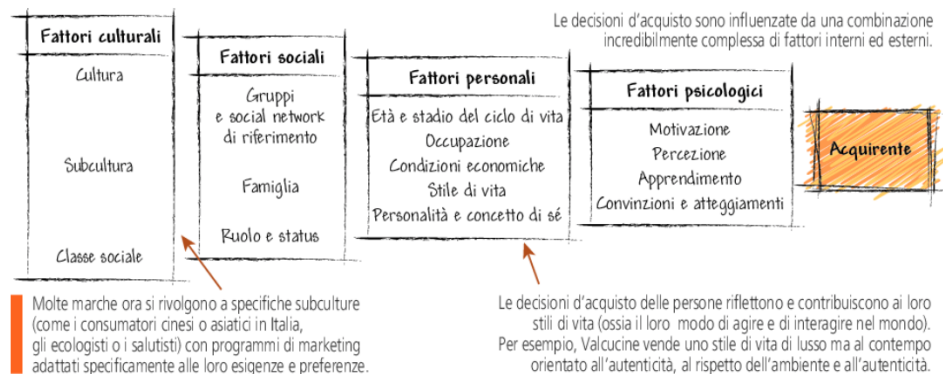 Le decisioni d'acquisto sono influenzate da una combinazione
incredibilmente complessa di fattori interni ed esterni.
Fattori culturali
Cultura
Subcultura
Classe sociale
Fattori sociali
Gruppi
e social network
di riferimento
Famiglia
Ruolo e status
Fattori personali
Età e stadio del ciclo di vita
Occupazione
Condizioni economiche
Stile di vita
Personalità e concetto di sé
Fattori psicologici
Motivazione
Percezione
Apprendimento
Convinzioni e atteggiamenti
Acquirente
Molte marche ora si rivolgono a specifiche subculture
(come i consumatori cinesi o asiatici in Italia,
gli ecologisti o i salutisti) con programmi di marketing
adattati specificamente alle loro esigenze e preferenze.
Le decisioni d'acquisto delle persone riflettono e contribuiscono ai loro
stili di vita (ossia il loro modo di agire e di interagire nel mondo).
Per esempio, Valcucine vende uno stile di vita di lusso ma al contempo
orientato all'autenticità, al rispetto dell'ambiente e all'autenticità.